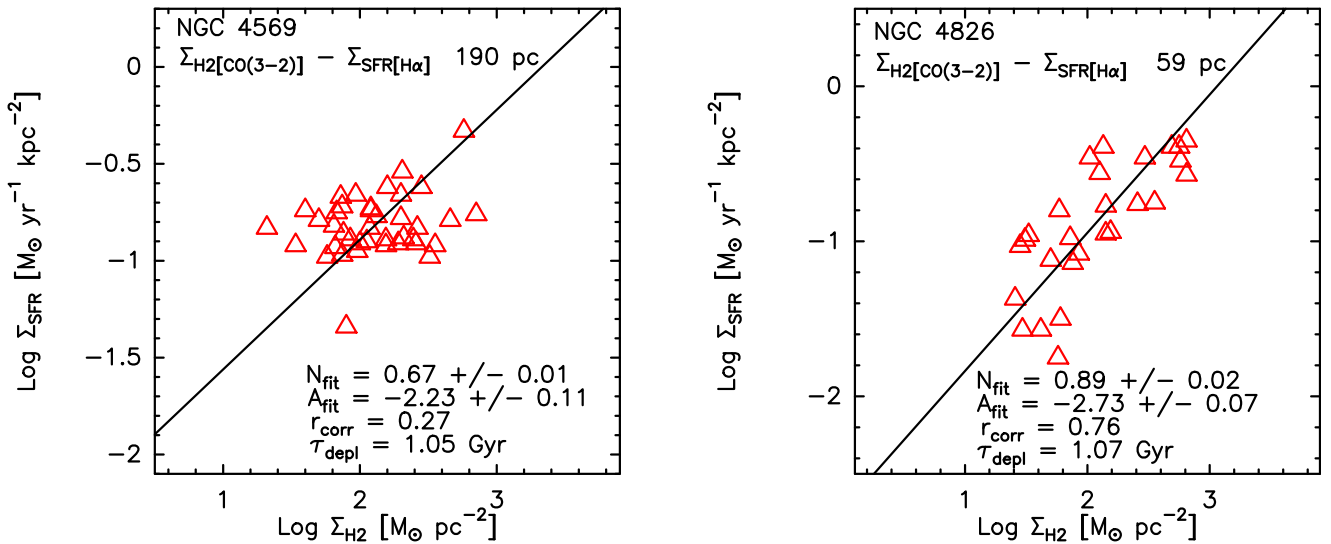 NGC 4569
Σ_H2[CO(3−2)] − Σ_SFR[Hα] 190 pc
0
−0.5
−1
−1.5
−2
Log Σ_SFR [M_⊙ yr^−1 kpc^−2]
N_fit = 0.67 +/− 0.01
A_fit = −2.23 +/− 0.11
r_corr = 0.27
τ_depl = 1.05 Gyr
1 2 3
Log Σ_H2 [M_⊙ pc^−2]
NGC 4826
Σ_H2[CO(3−2)] − Σ_SFR[Hα] 59 pc
0
−1
−2
Log Σ_SFR [M_⊙ yr^−1 kpc^−2]
N_fit = 0.89 +/− 0.02
A_fit = −2.73 +/− 0.07
r_corr = 0.76
τ_depl = 1.07 Gyr
1 2 3
Log Σ_H2 [M_⊙ pc^−2]